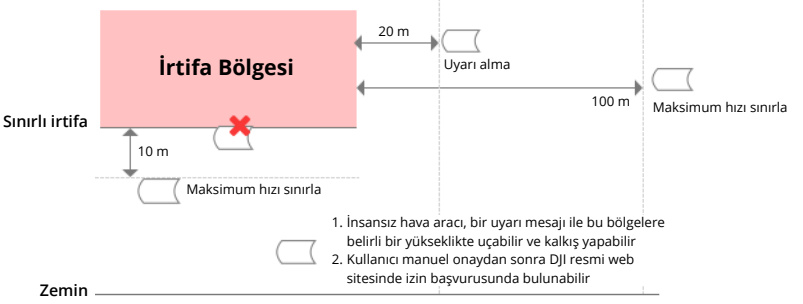 20 m
İrtifa Bölgesi
Uyarı alma
100 m
Maksimum hızı sınırla
Sınırlı irtifa
10 m
Maksimum hızı sınırla
1. İnsansız hava aracı, bir uyarı mesajı ile bu bölgelere
belirli bir yükseklikte uçabilir ve kalkış yapabilir
2. Kullanıcı manuel onaydan sonra DJI resmi web
sitesinde izin başvurusunda bulunabilir
Zemin